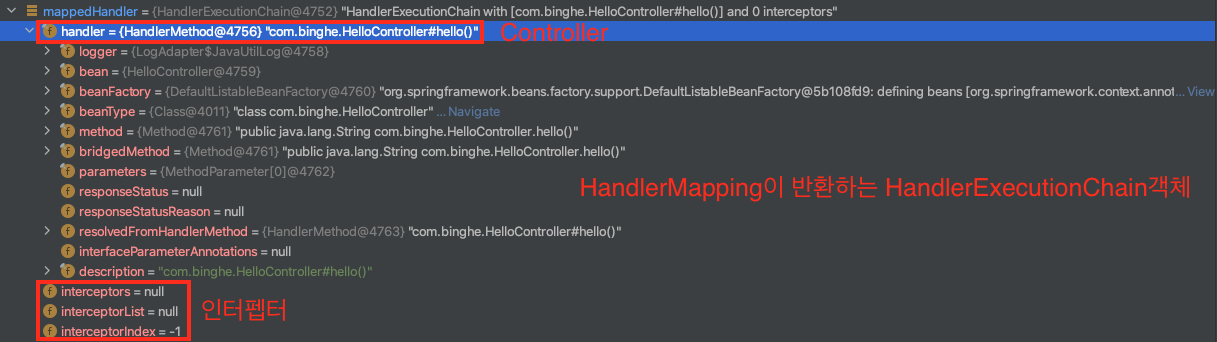 mappedHandler = {HandlerExecutionChain@4752} "HandlerExecutionChain with [com.binghe.HelloController#hello()] and 0 interceptors"
handler = {HandlerMethod@4756} "com.binghe.HelloController#hello()" Controller
logger = {LogAdapter$JavaUtilLog@4758}
bean = {HelloController@4759}
beanFactory = {DefaultListableBeanFactory@4760} "org.springframework.beans.factory.support.DefaultListableBeanFactory@5b108fd9: defining beans [org.springframework.context.annot... View
beanType = {Class@4011} "class com.binghe.HelloController" ... Navigate
method = {Method@4761} "public java.lang.String com.binghe.HelloController.hello()"
bridgedMethod = {Method@4761} "public java.lang.String com.binghe.HelloController.hello()"
parameters = {MethodParameter[0]@4762}
responseStatus = null
HandlerMapping이 반환하는 HandlerExecutionChain객체
responseStatusReason = null
resolvedFromHandlerMethod = {HandlerMethod@4763} "com.binghe.HelloController#hello()"
interfaceParameterAnnotations = null
description = "com.binghe.HelloController#hello()"
interceptors = null
interceptorList = null 인터펩터
interceptorIndex = -1